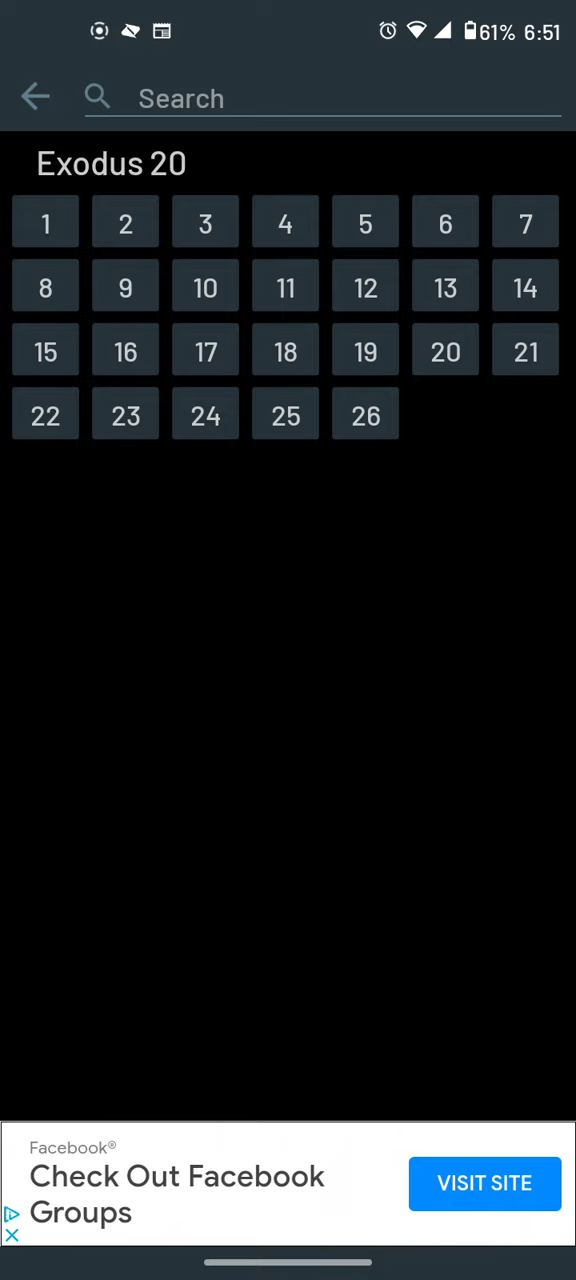 61% 6:51
Search
Exodus 20
1 2 3 4 5 6 7
8 9 10 11 12 13 14
15 16 17 18 19 20 21
22 23 24 25 26
Facebook®
Check Out Facebook
Groups
VISIT SITE